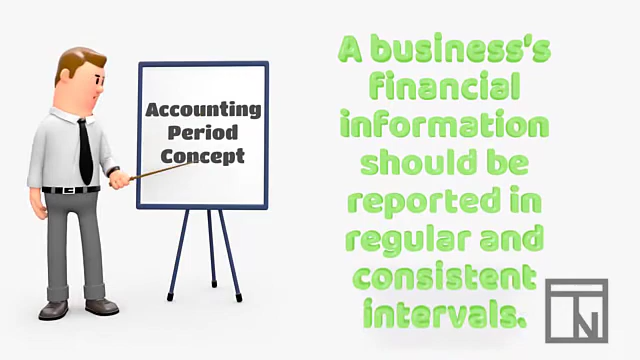 Accounting
Period
Concept
A business's
financial
information
should be
reported in
regular and
consistent
intervals.